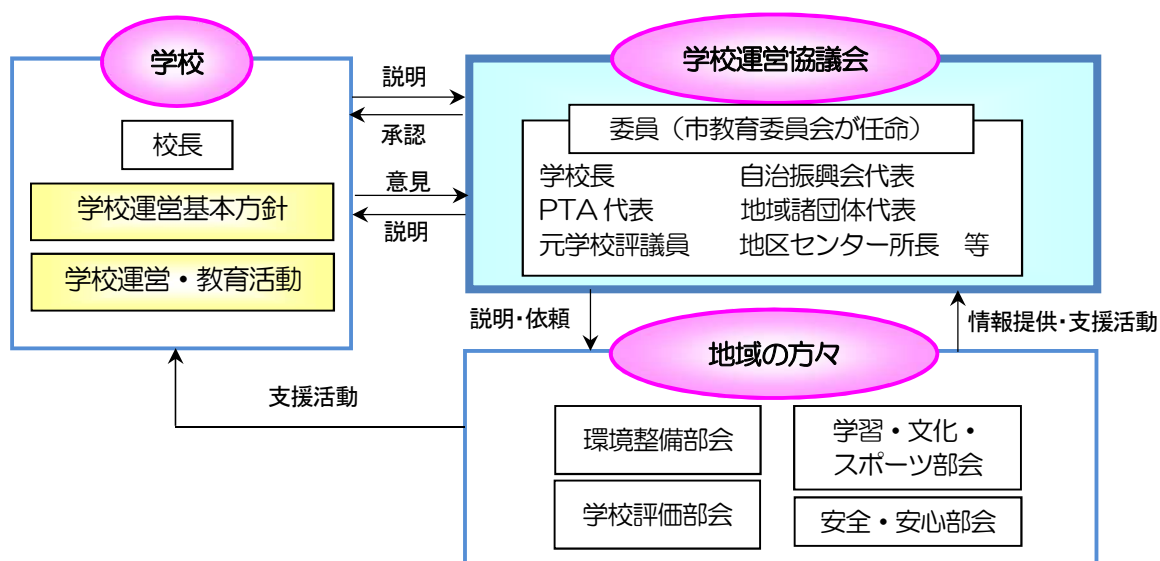 学校
校長
学校運営基本方針
学校運営・教育活動
説明
承認
意見
説明
学校運営協議会
委員（市教育委員会が任命）
学校長　自治振興会代表
PTA 代表　地域諸団体代表
元学校評議員　地区センター所長　等
説明・依頼
情報提供・支援活動
支援活動
地域の方々
環境整備部会
学習・文化・
スポーツ部会
学校評価部会
安全・安心部会